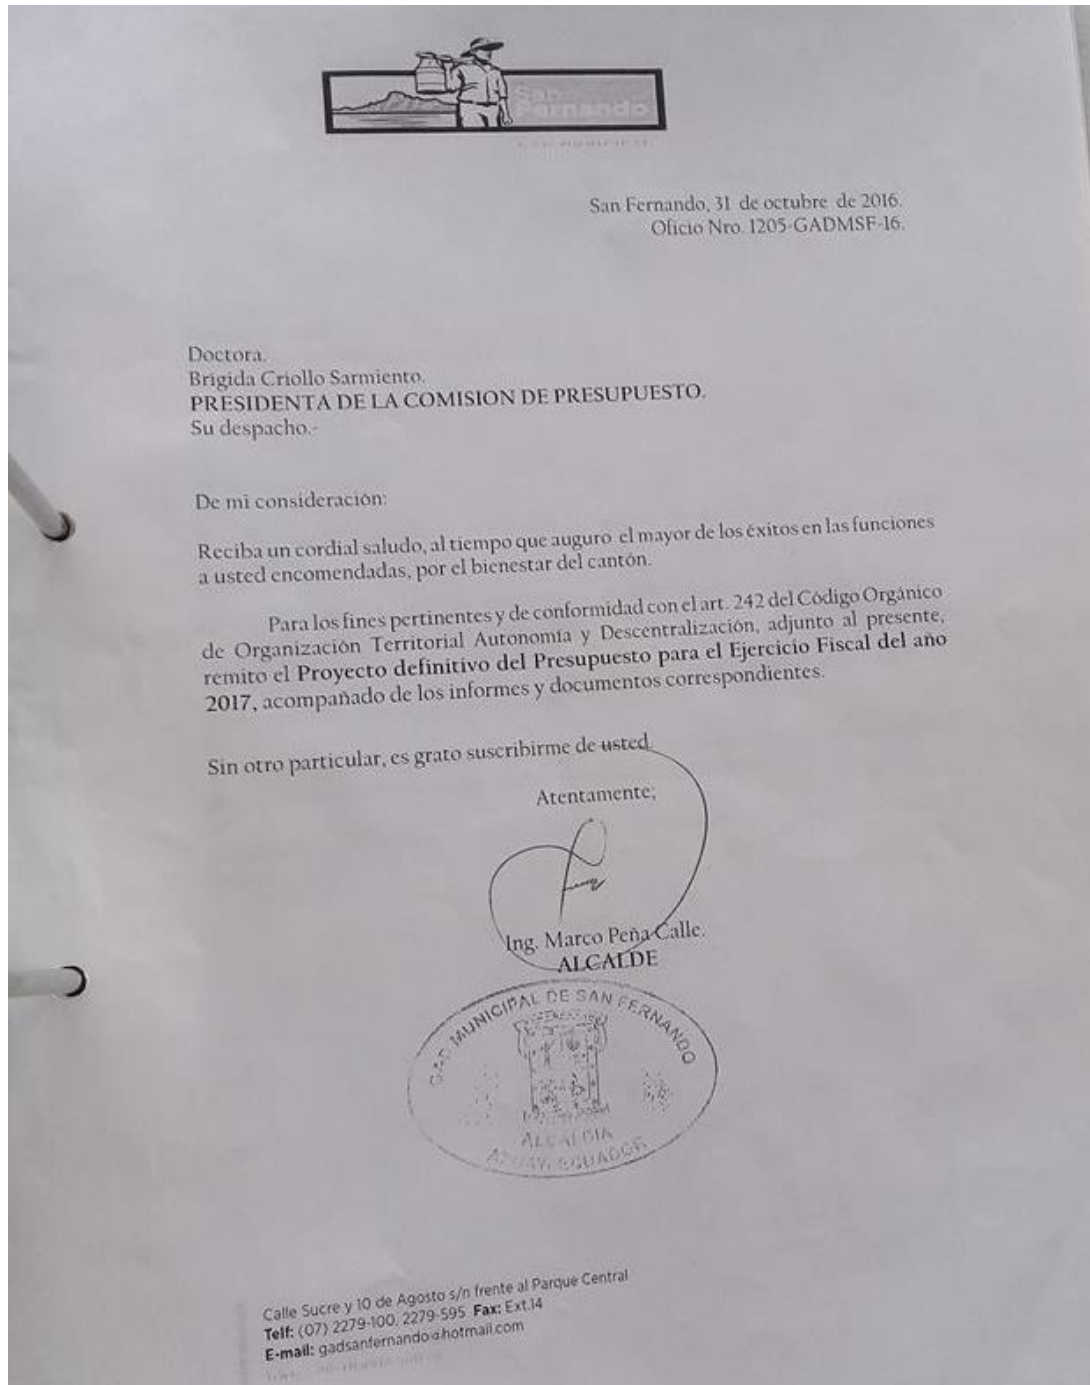 San
Fernando
San Fernando, 31 de octubre de 2016.
Oficio Nro. 1205-GADMSF-16.
Doctora.
Brigida Criollo Sarmiento.
PRESIDENTA DE LA COMISION DE PRESUPUESTO.
Su despacho.-
De mi consideración:
Reciba un cordial saludo, al tiempo que auguro el mayor de los éxitos en las funciones
a usted encomendadas, por el bienestar del cantón.
Para los fines pertinentes y de conformidad con el art. 242 del Código Orgánico
de Organización Territorial Autonomía y Descentralización, adjunto al presente,
remito el Proyecto definitivo del Presupuesto para el Ejercicio Fiscal del año
2017, acompañado de los informes y documentos correspondientes.
Sin otro particular, es grato suscribirme de usted.
Atentamente;
Ing. Marco Peña Calle.
ALCALDE
G.A.D. MUNICIPAL DE SAN FERNANDO
ALCALDIA
AZUAY ECUADOR
Calle Sucre y 10 de Agosto s/n frente al Parque Central
Telf: (07) 2279-100, 2279-595 Fax: Ext.14
E-mail: gadsanfernando@hotmail.com